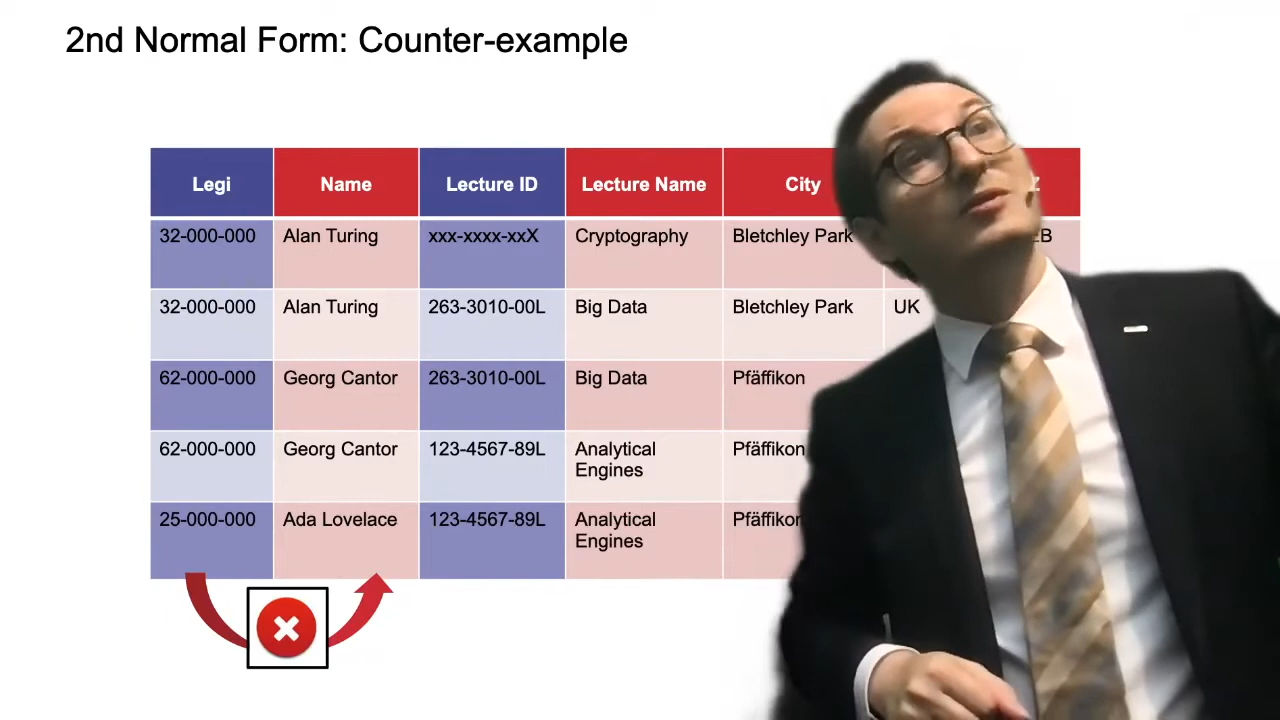 2nd Normal Form: Counter-example
Legi Name Lecture ID Lecture Name City
32-000-000 Alan Turing xxx-xxxx-xxX Cryptography Bletchley Park
32-000-000 Alan Turing 263-3010-00L Big Data Bletchley Park UK
62-000-000 Georg Cantor 263-3010-00L Big Data Pfäffikon
62-000-000 Georg Cantor 123-4567-89L Analytical Engines Pfäffikon
25-000-000 Ada Lovelace 123-4567-89L Analytical Engines Pfäffikon